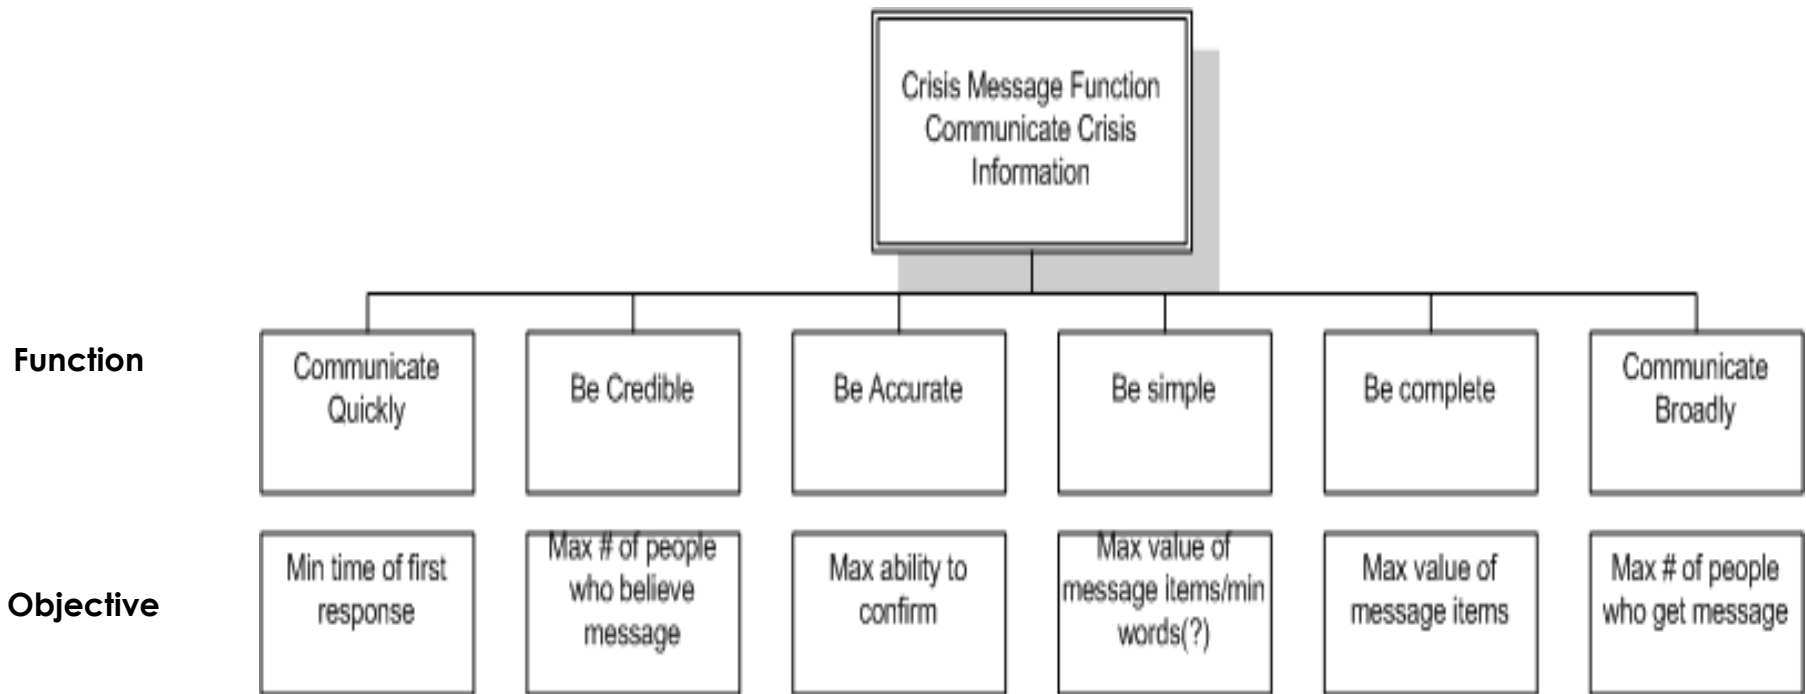 Crisis Message Function
Communicate Crisis
Information
Function
Communicate
Quickly
Be Credible
Be Accurate
Be simple
Be complete
Communicate
Broadly
Objective
Min time of first
response
Max # of people
who believe
message
Max ability to
confirm
Max value of
message items/min
words(?)
Max value of
message items
Max # of people
who get message